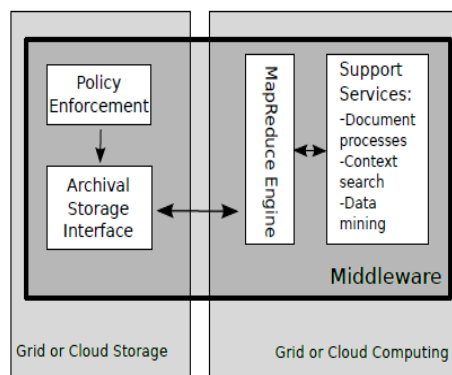 Policy
Enforcement
Archival
Storage
Interface
MapReduce Engine
Support
Services:
-Document
processes
-Context
search
-Data
mining
Middleware
Grid or Cloud Storage
Grid or Cloud Computing